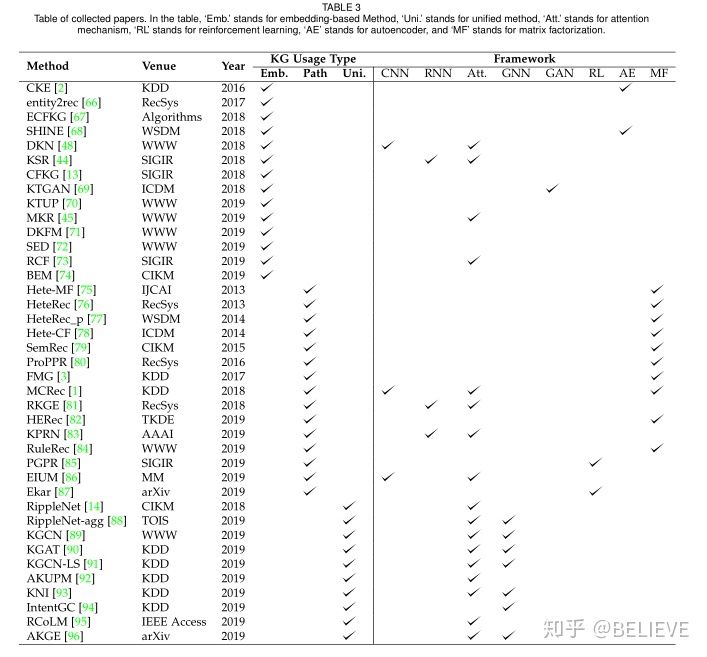 TABLE 3
Table of collected papers. In the table, ‘Emb.’ stands for embedding-based Method, ‘Uni.’ stands for unified method, ‘Att.’ stands for attention
mechanism, ‘RL’ stands for reinforcement learning, ‘AE’ stands for autoencoder, and ‘MF’ stands for matrix factorization.
Method Venue Year KG Usage Type Framework
Emb. Path Uni. CNN RNN Att. GNN GAN RL AE MF
CKE [2] KDD 2016 ✓ ✓
entity2rec [66] RecSys 2017 ✓
ECFKG [67] Algorithms 2018 ✓
SHINE [68] WSDM 2018 ✓ ✓
DKN [48] WWW 2018 ✓ ✓ ✓
KSR [44] SIGIR 2018 ✓ ✓ ✓
CFKG [13] SIGIR 2018 ✓
KTGAN [69] ICDM 2018 ✓ ✓
KTUP [70] WWW 2019 ✓
MKR [45] WWW 2019 ✓ ✓
DKFM [71] WWW 2019 ✓
SED [72] WWW 2019 ✓
RCF [73] SIGIR 2019 ✓ ✓
BEM [74] CIKM 2019 ✓
Hete-MF [75] IJCAI 2013 ✓ ✓
HeteRec [76] RecSys 2013 ✓ ✓
HeteRec_p [77] WSDM 2014 ✓ ✓
Hete-CF [78] ICDM 2014 ✓ ✓
SemRec [79] CIKM 2015 ✓ ✓
ProPPR [80] RecSys 2016 ✓ ✓
FMG [3] KDD 2017 ✓ ✓
MCRec [1] KDD 2018 ✓ ✓ ✓ ✓
RKGE [81] RecSys 2018 ✓ ✓ ✓
HERec [82] TKDE 2019 ✓ ✓
KPRN [83] AAAI 2019 ✓ ✓ ✓
RuleRec [84] WWW 2019 ✓ ✓
PGPR [85] SIGIR 2019 ✓ ✓
EIUM [86] MM 2019 ✓ ✓ ✓
Ekar [87] arXiv 2019 ✓ ✓
RippleNet [14] CIKM 2018 ✓ ✓
RippleNet-agg [88] TOIS 2019 ✓ ✓ ✓
KGCN [89] WWW 2019 ✓ ✓ ✓
KGAT [90] KDD 2019 ✓ ✓ ✓
KGCN-LS [91] KDD 2019 ✓ ✓ ✓
AKUPM [92] KDD 2019 ✓ ✓
KNI [93] KDD 2019 ✓ ✓ ✓
IntentGC [94] KDD 2019 ✓ ✓
RCoLM [95] IEEE Access 2019 ✓ ✓
AKGE [96] arXiv 2019 ✓ ✓ ✓
知乎 @BELIEVE